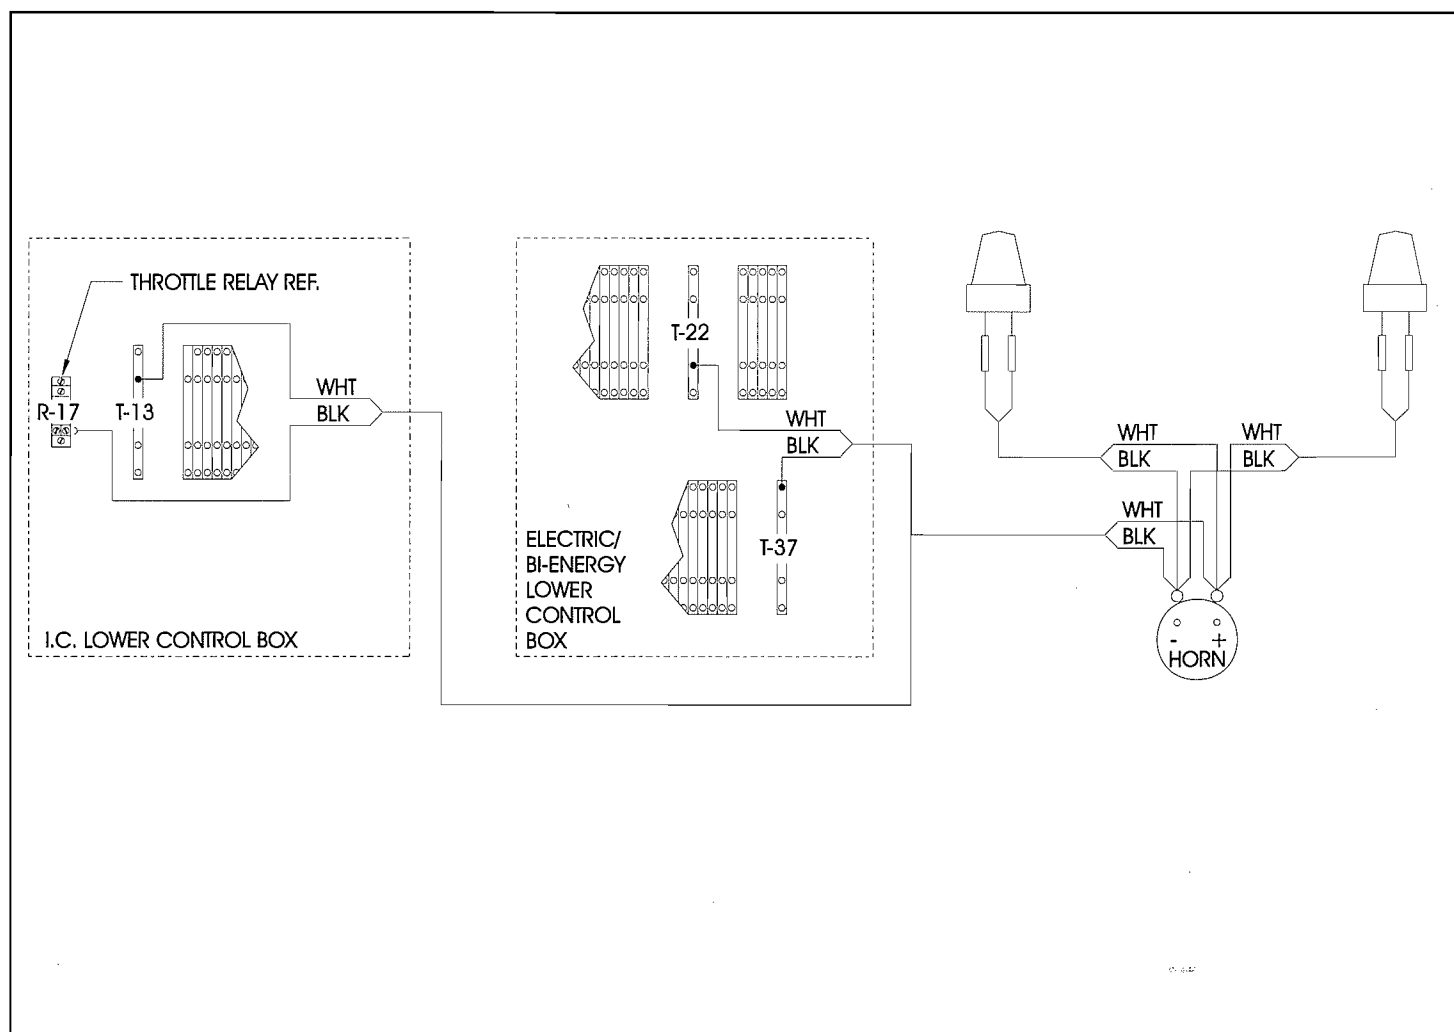 THROTTLE RELAY REF.
R-17
T-13
WHT
BLK
I.C. LOWER CONTROL BOX
T-22
WHT
BLK
T-37
ELECTRIC/
BI-ENERGY
LOWER
CONTROL
BOX
WHT
BLK
WHT
BLK
WHT
BLK
- +
HORN